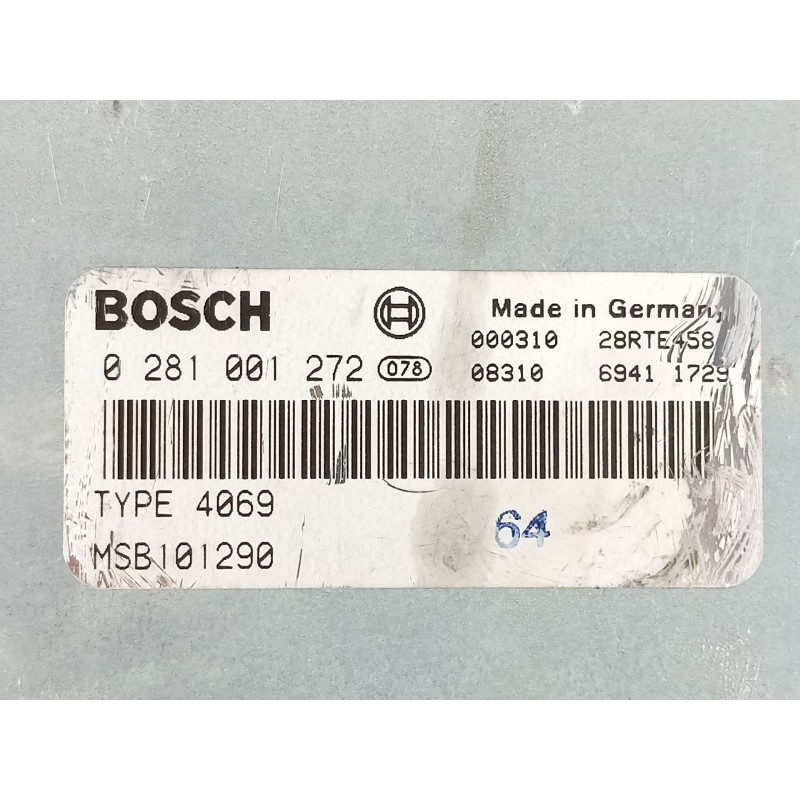 BOSCH
Made in Germany
000310 28RTE458
0 281 001 272 078
08310 6941 1729
TYPE 4069
64
MSB101290